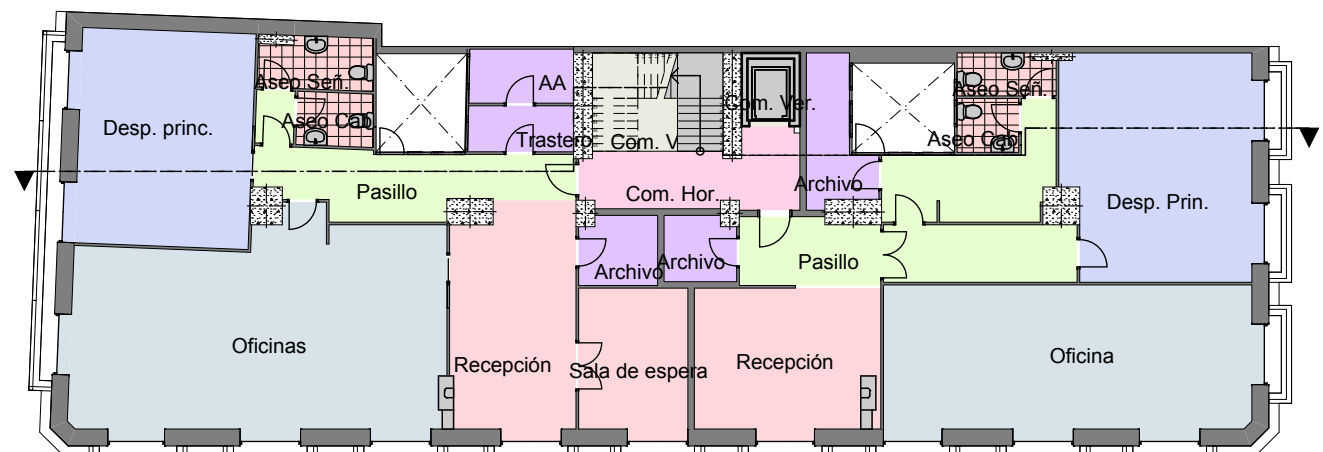 Aseo Señ.
AA
Com. Ver.
Aseo Señ.
Desp. princ.
Aseo Cab.
Trastero
Com. V
Aseo Cab.
Pasillo
Com. Hor.
Archivo
Desp. Prin.
Archivo
Archivo
Pasillo
Oficinas
Recepción
Sala de espera
Recepción
Oficina